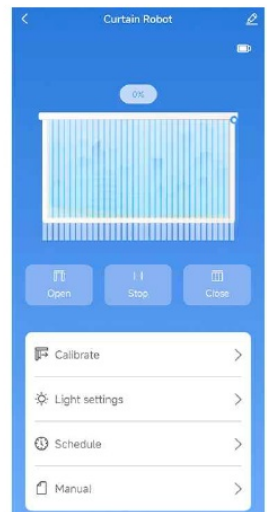 Curtain Robot
0%
Open Stop Close
Calibrate
Light settings
Schedule
Manual